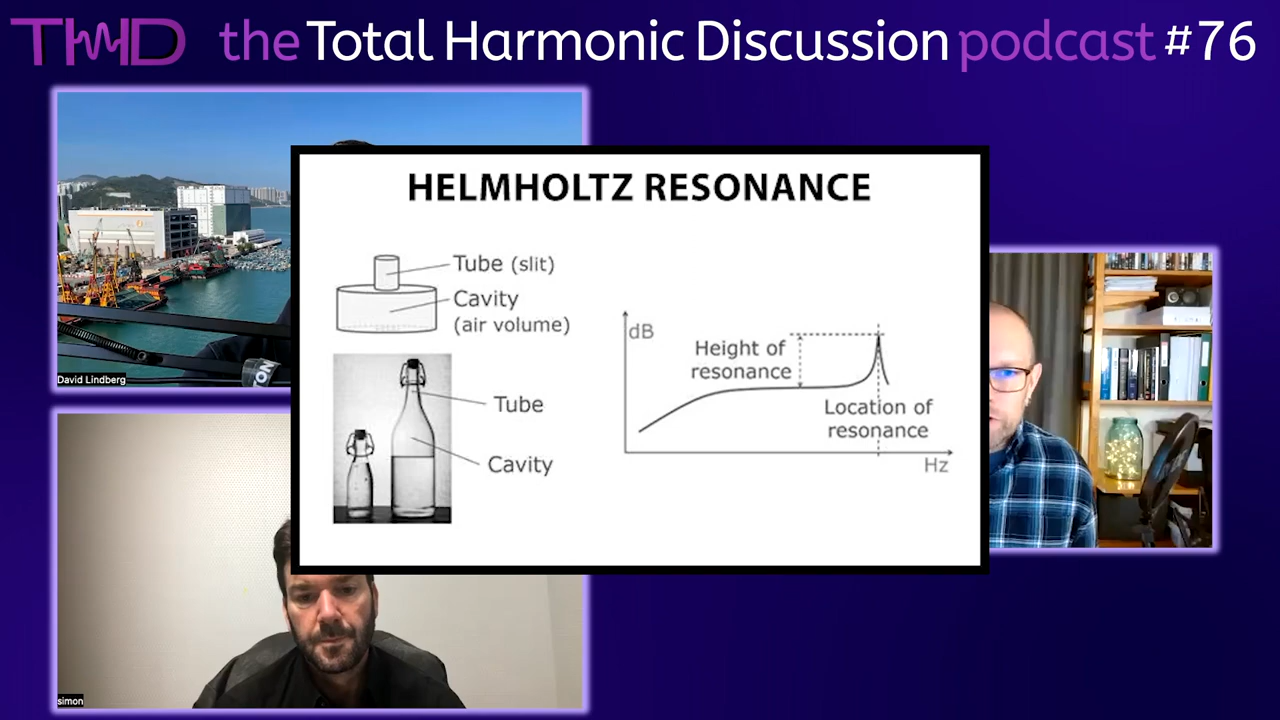 THD the Total Harmonic Discussion podcast #76
David Lindberg
HELMHOLTZ RESONANCE
Tube (slit)
Cavity
(air volume)
Tube
Cavity
dB
Height of
resonance
Location of
resonance
Hz
simon